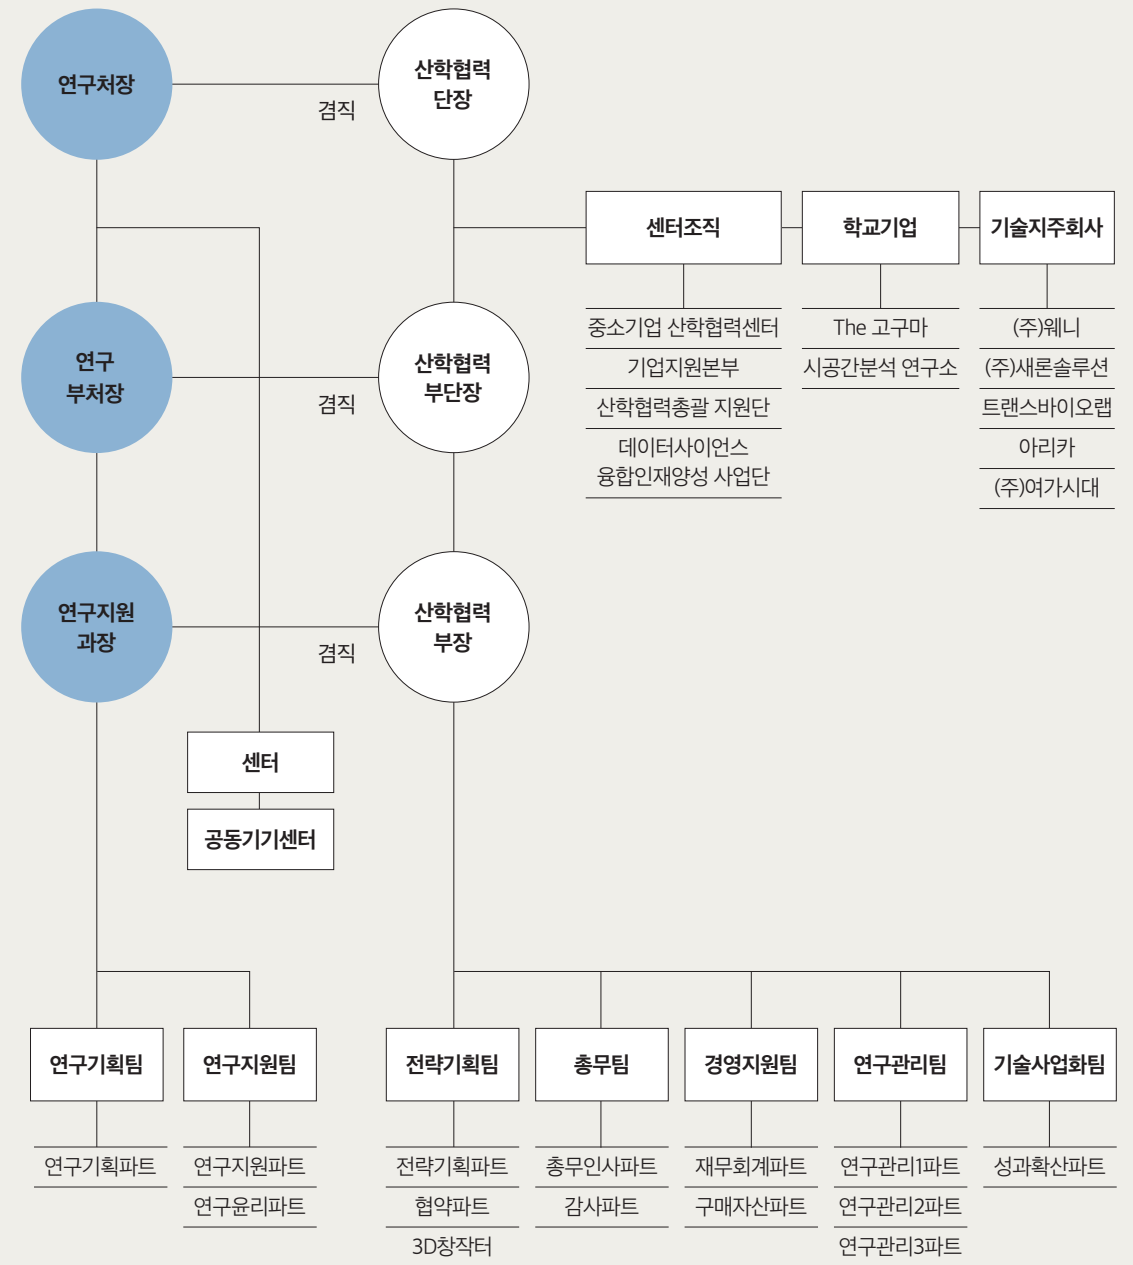 연구처장
산학협력
단장
겸직
센터조직
학교기업
기술지주회사
중소기업 산학협력센터
기업지원본부
산학협력총괄 지원단
데이터사이언스
융합인재양성 사업단
The 고구마
시공간분석 연구소
(주)웨니
(주)새론솔루션
트랜스바이오랩
아리카
(주)여가시대
연구
부처장
산학협력
부단장
겸직
연구지원
과장
산학협력
부장
겸직
센터
공동기기센터
연구기획팀
연구지원팀
전략기획팀
총무팀
경영지원팀
연구관리팀
기술사업화팀
연구기획파트
연구지원파트
연구윤리파트
전략기획파트
협약파트
3D창작터
총무인사파트
감사파트
재무회계파트
구매자산파트
연구관리1파트
연구관리2파트
연구관리3파트
성과확산파트